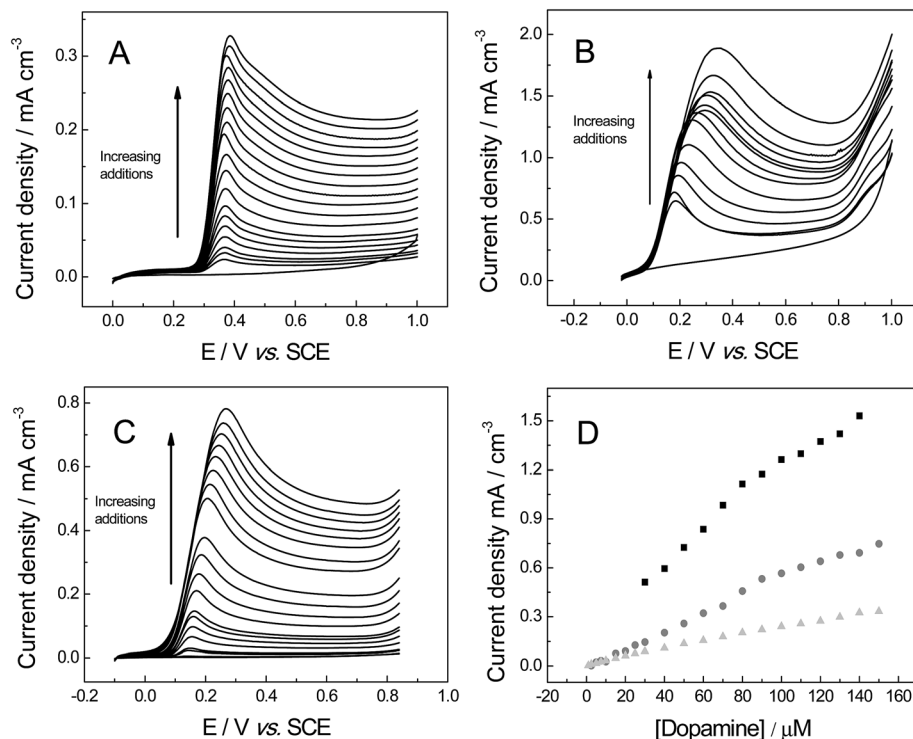 A
Increasing
additions
Current density / mA cm⁻³
0.3
0.2
0.1
0.0
0.0 0.2 0.4 0.6 0.8 1.0
E / V vs. SCE
B
Increasing
additions
Current density / mA cm⁻³
2.0
1.5
1.0
0.5
0.0
-0.2 0.0 0.2 0.4 0.6 0.8 1.0
E / V vs. SCE
C
Increasing
additions
Current density / mA cm⁻³
0.8
0.6
0.4
0.2
0.0
-0.2 0.0 0.2 0.4 0.6 0.8 1.0
E / V vs. SCE
D
Current density mA / cm⁻³
1.5
1.2
0.9
0.6
0.3
0.0
-20 0 20 40 60 80 100 120 140 160
[Dopamine] / μM